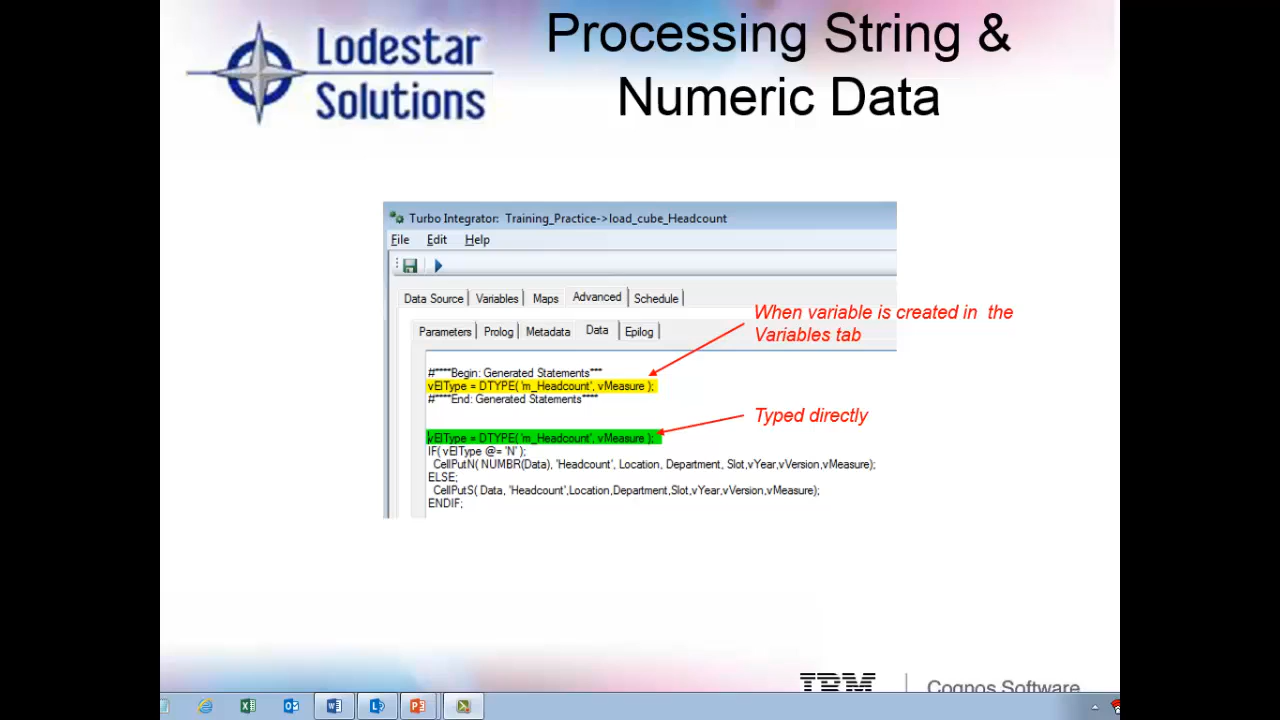 Lodestar
Solutions
Processing String &
Numeric Data
Turbo Integrator: Training_Practice->load_cube_Headcount
File Edit Help
Data Source Variables Maps Advanced Schedule
Parameters Prolog Metadata Data Epilog
When variable is created in the
Variables tab
#****Begin: Generated Statements***
vElType = DTYPE( 'm_Headcount', vMeasure );
#****End: Generated Statements****
Typed directly
vElType = DTYPE( 'm_Headcount', vMeasure );
IF( vElType @= 'N' );
CellPutN( NUMBR(Data), 'Headcount', Location, Department, Slot,vYear,vVersion,vMeasure);
ELSE;
CellPutS( Data, 'Headcount',Location,Department,Slot,vYear,vVersion,vMeasure);
ENDIF;
IBM Cognos Software